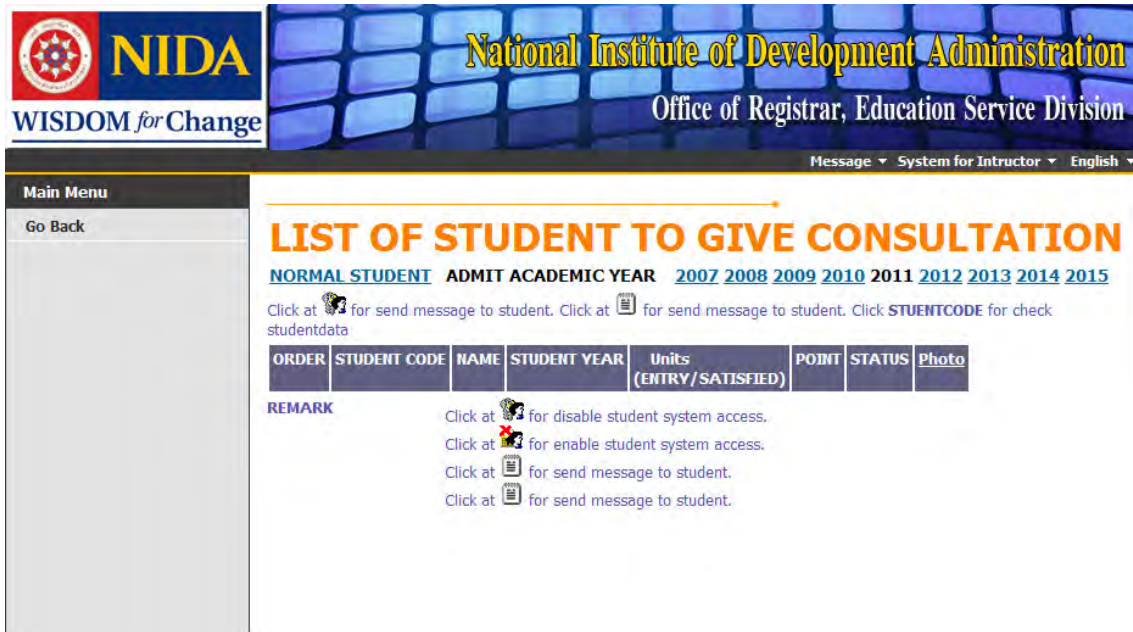 NIDA
WISDOM for Change
National Institute of Development Administration
Office of Registrar, Education Service Division
Message System for Intructor English
Main Menu
Go Back
LIST OF STUDENT TO GIVE CONSULTATION
NORMAL STUDENT ADMIT ACADEMIC YEAR 2007 2008 2009 2010 2011 2012 2013 2014 2015
Click at for send message to student. Click at for send message to student. Click STUENTCODE for check
studentdata
ORDER STUDENT CODE NAME STUDENT YEAR Units POINT STATUS Photo
(ENTRY/SATISFIED)
REMARK Click at for disable student system access.
Click at for enable student system access.
Click at for send message to student.
Click at for send message to student.